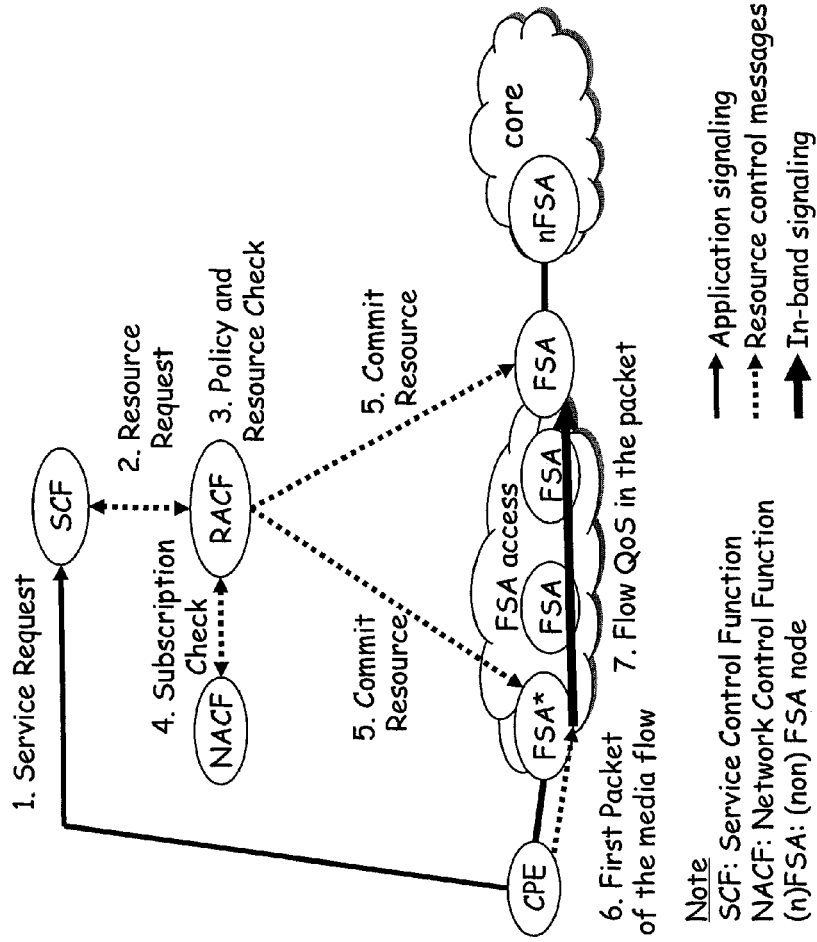 1. Service Request
SCF
2. Resource
Request
4. Subscription
Check
NACF
RACF
3. Policy and
Resource Check
5. Commit
Resource
5. Commit
Resource
FSA access
CPE
FSA*
FSA
FSA
FSA
nFSA
core
6. First Packet
of the media flow
7. Flow QoS in the packet
Note
SCF: Service Control Function
NACF: Network Control Function
(n)FSA: (non) FSA node
Application signaling
Resource control messages
In-band signaling